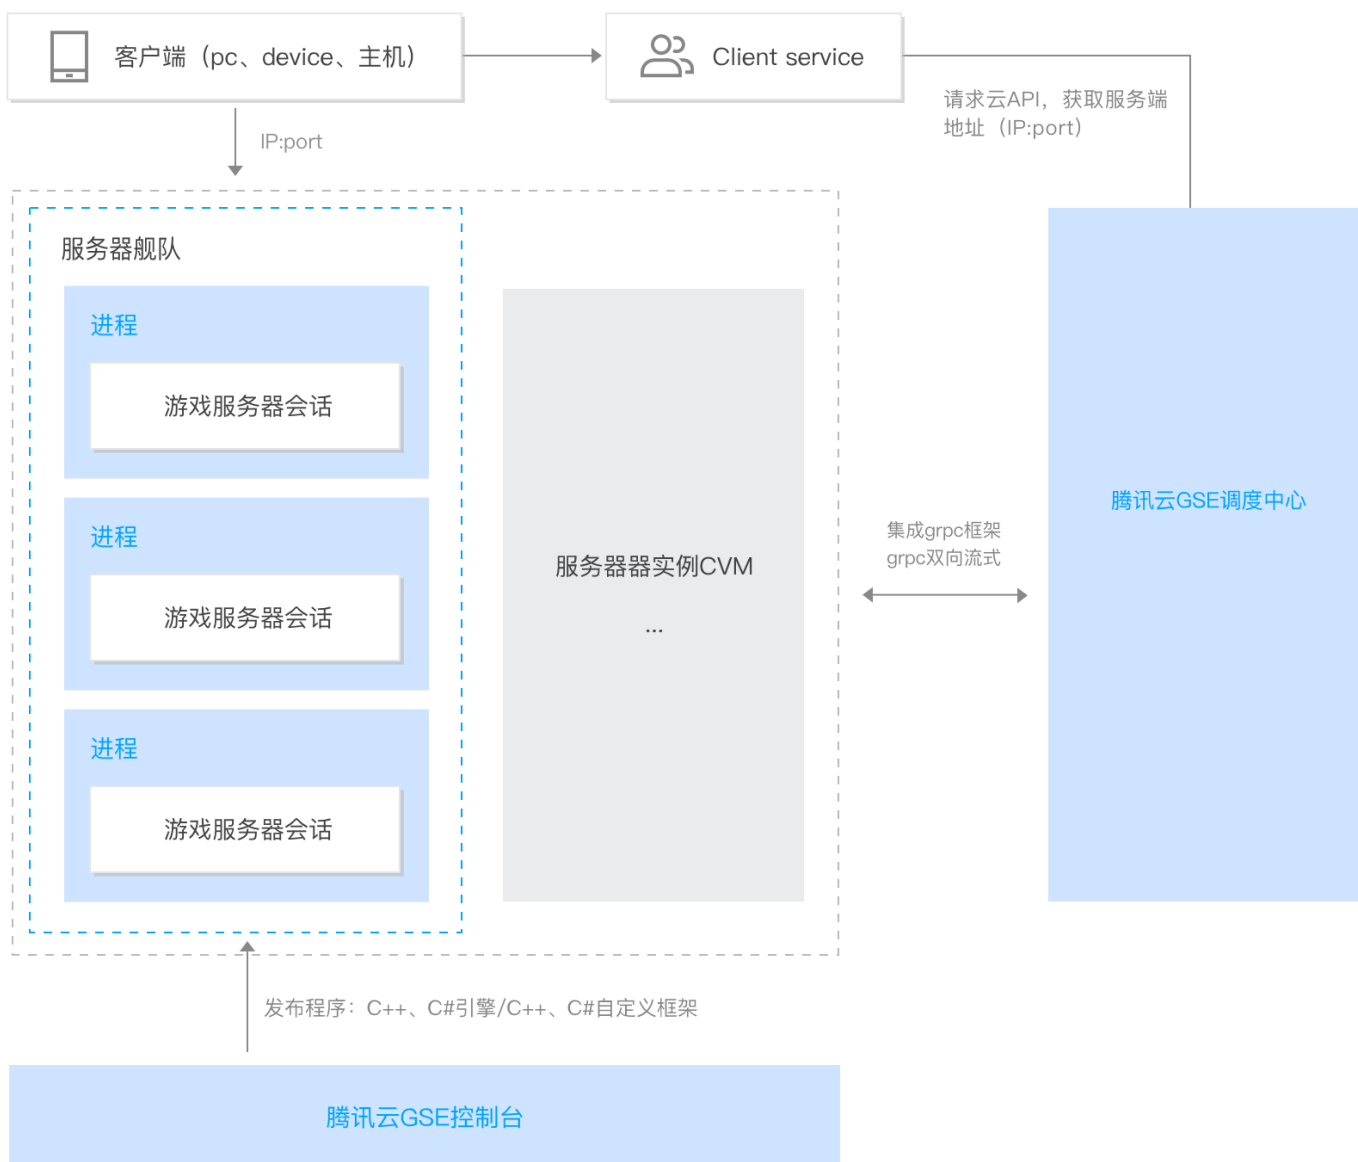 客户端（pc、device、主机）
Client service
请求云API，获取服务端
地址（IP:port）
IP:port
服务器舰队
进程
游戏服务器会话
进程
游戏服务器会话
进程
游戏服务器会话
服务器器实例CVM
...
集成grpc框架
grpc双向流式
腾讯云GSE调度中心
发布程序：C++、C#引擎/C++、C#自定义框架
腾讯云GSE控制台